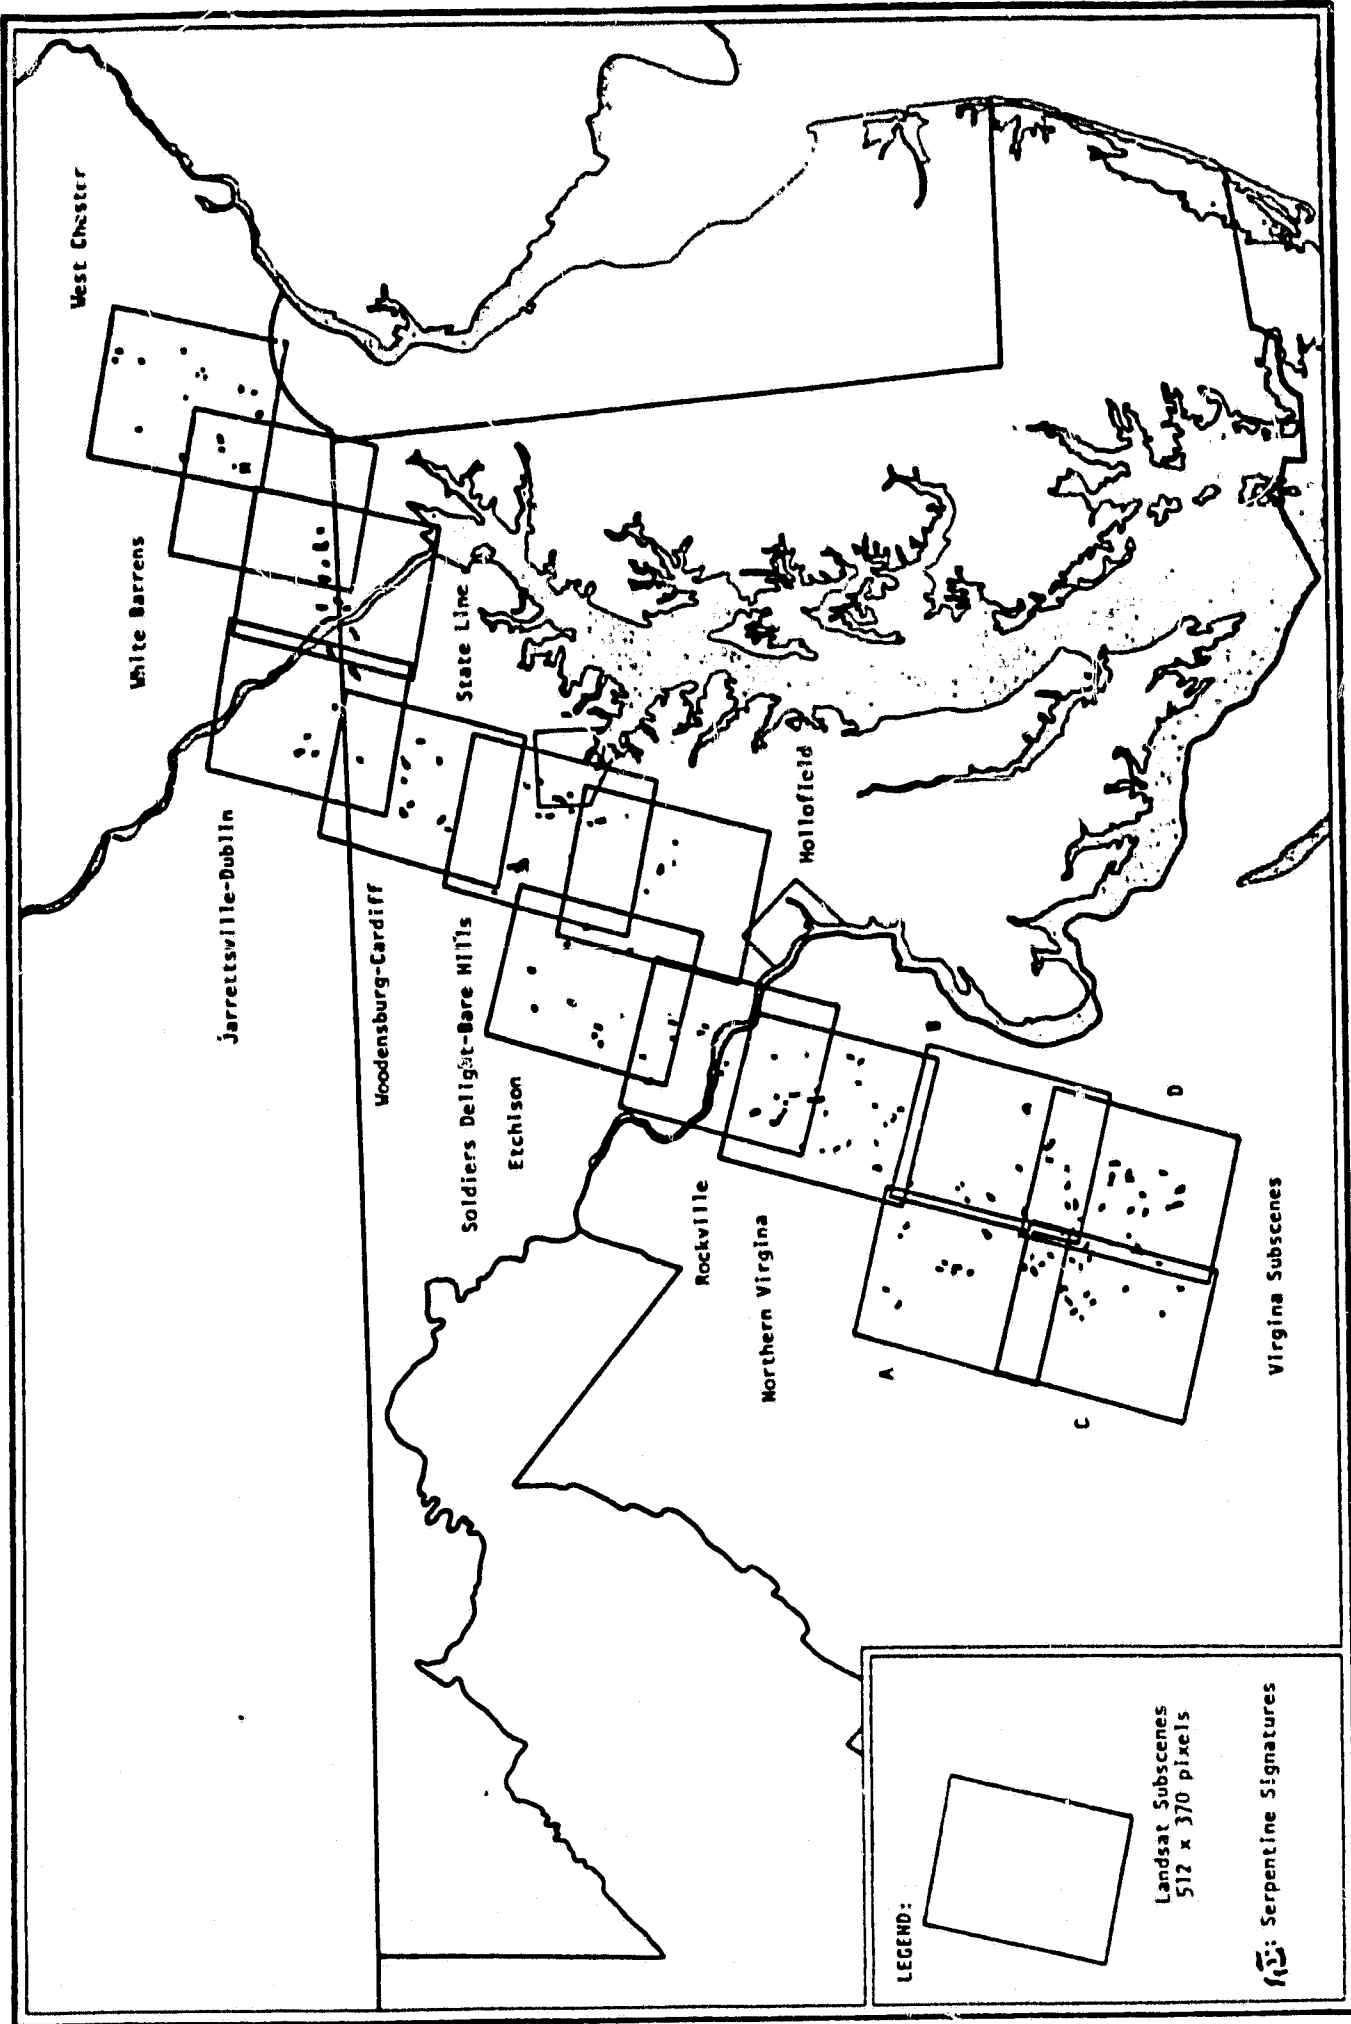 West Chester
White Barrens
State Line
Jarrettsville-Dublin
Woodensburg-Cardiff
Soldiers Delight-Bare Hills
Etchison
Hollofield
Rockville
Northern Virgina
B
D
A
C
Virgina Subscenes
LEGEND:
Landsat Subscenes
512 x 370 pixels
: Serpentine Signatures